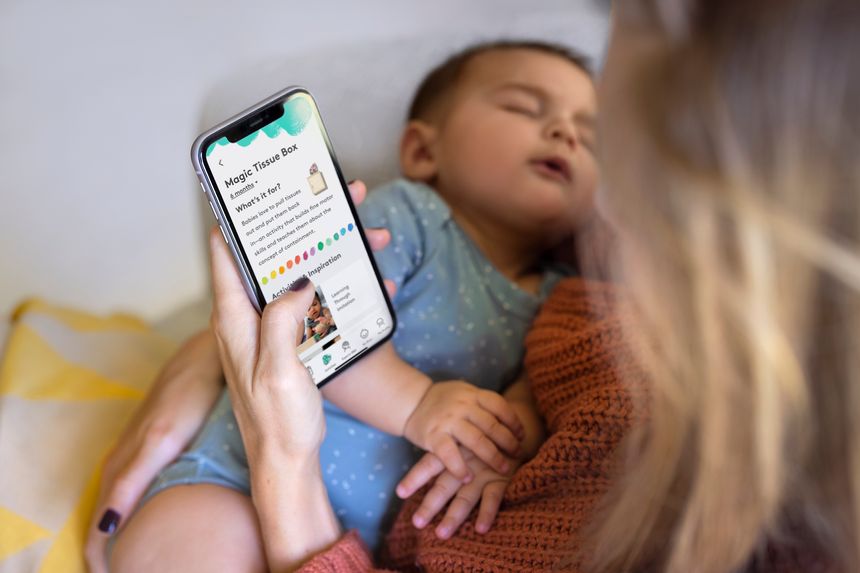 Magic Tissue Box
8 months
What's it for?
Babies love to pull tissues
out and put them back
in—an activity that builds fine motor
skills and teaches them about the
concept of containment.
Inspiration
Learning
Through
Imitation